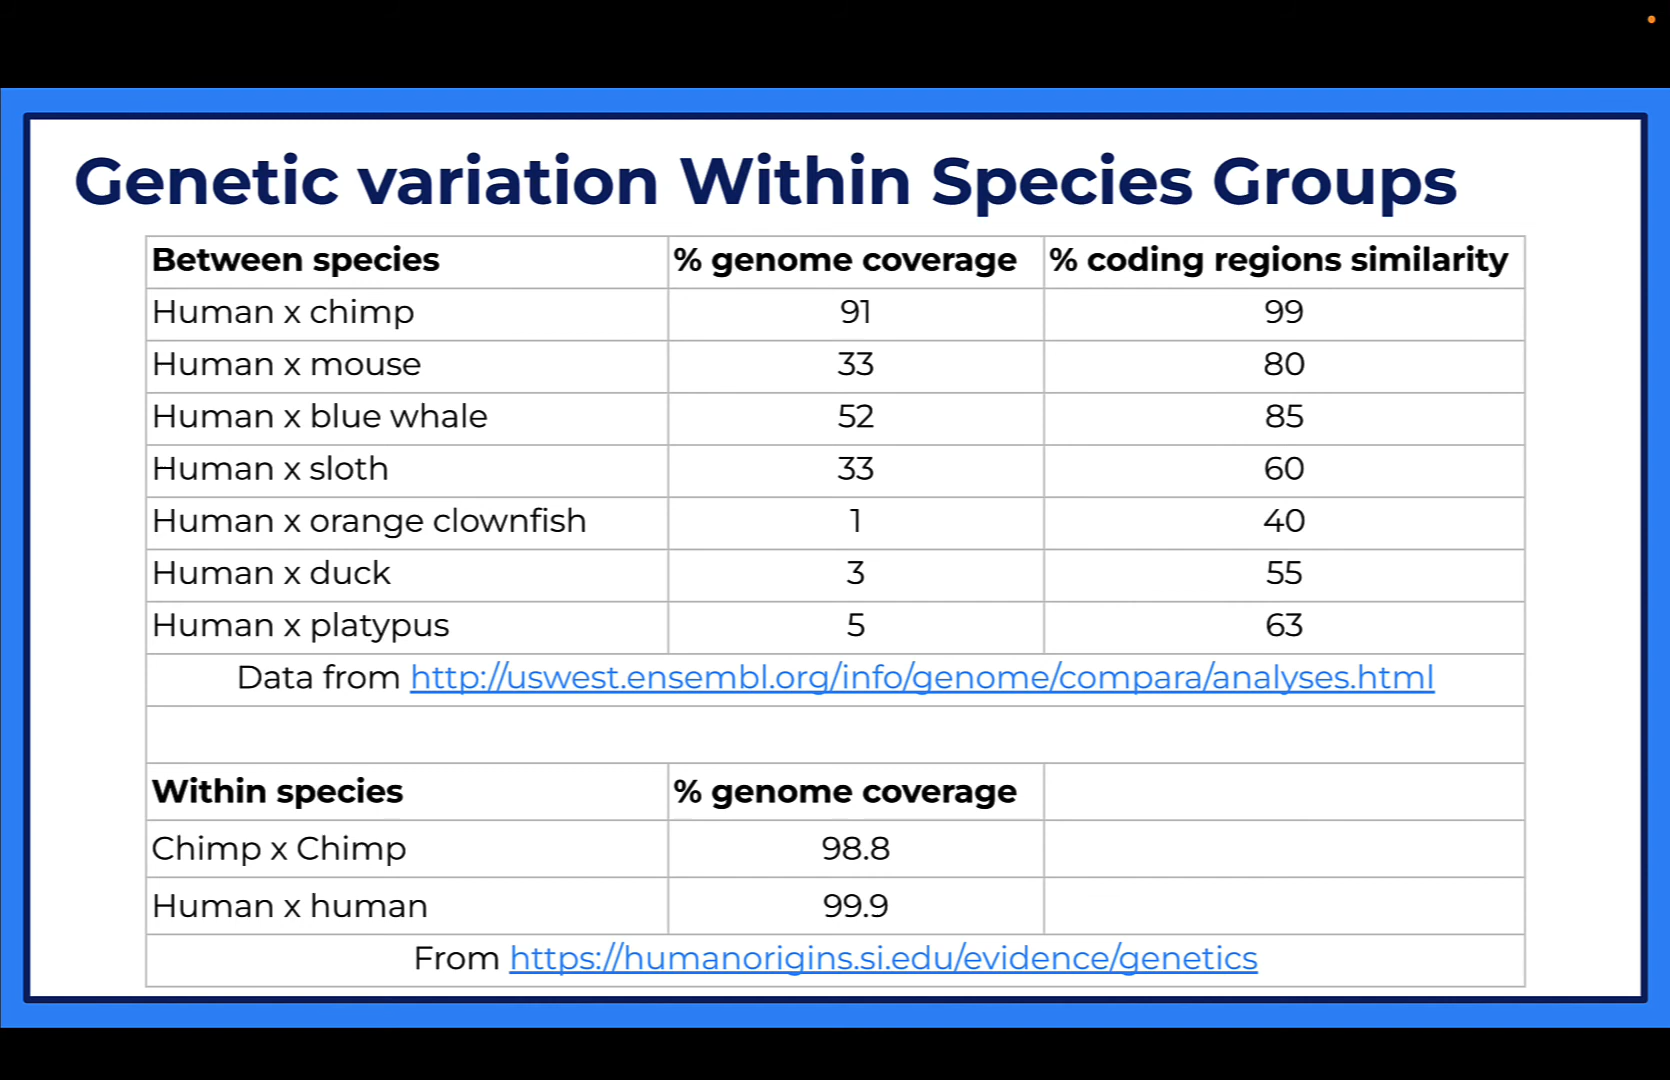 Genetic variation Within Species Groups
Between species % genome coverage % coding regions similarity
Human x chimp 91 99
Human x mouse 33 80
Human x blue whale 52 85
Human x sloth 33 60
Human x orange clownfish 1 40
Human x duck 3 55
Human x platypus 5 63
Data from http://uswest.ensembl.org/info/genome/compara/analyses.html
Within species % genome coverage
Chimp x Chimp 98.8
Human x human 99.9
From https://humanorigins.si.edu/evidence/genetics